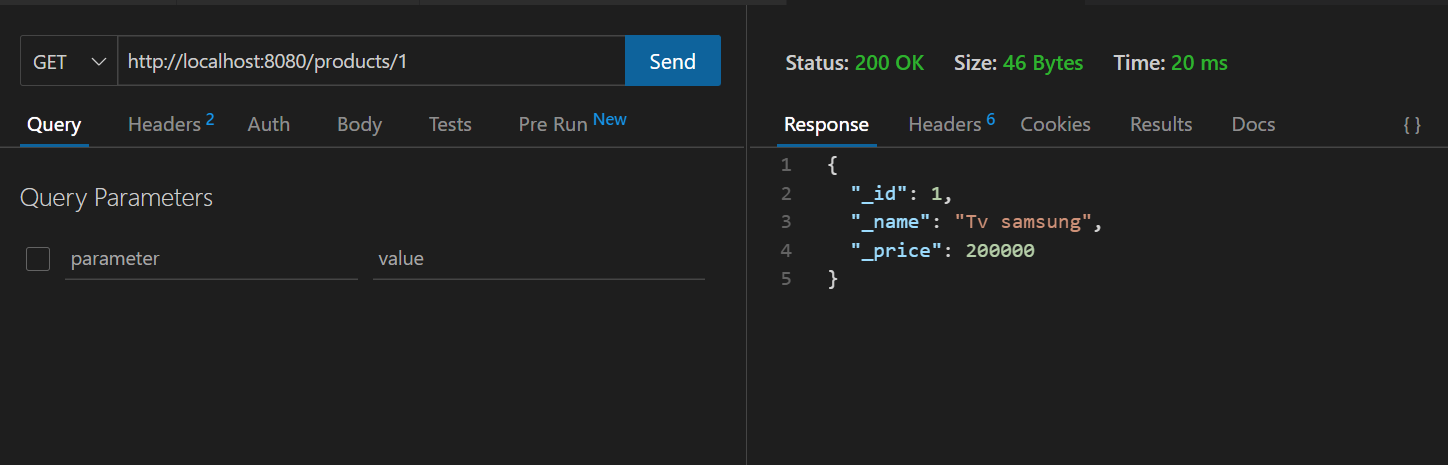 GET http://localhost:8080/products/1 Send
Query Headers 2 Auth Body Tests Pre Run New
Query Parameters
parameter value
Status: 200 OK Size: 46 Bytes Time: 20 ms
Response Headers 6 Cookies Results Docs { }
1 {
2 "_id": 1,
3 "_name": "Tv samsung",
4 "_price": 200000
5 }